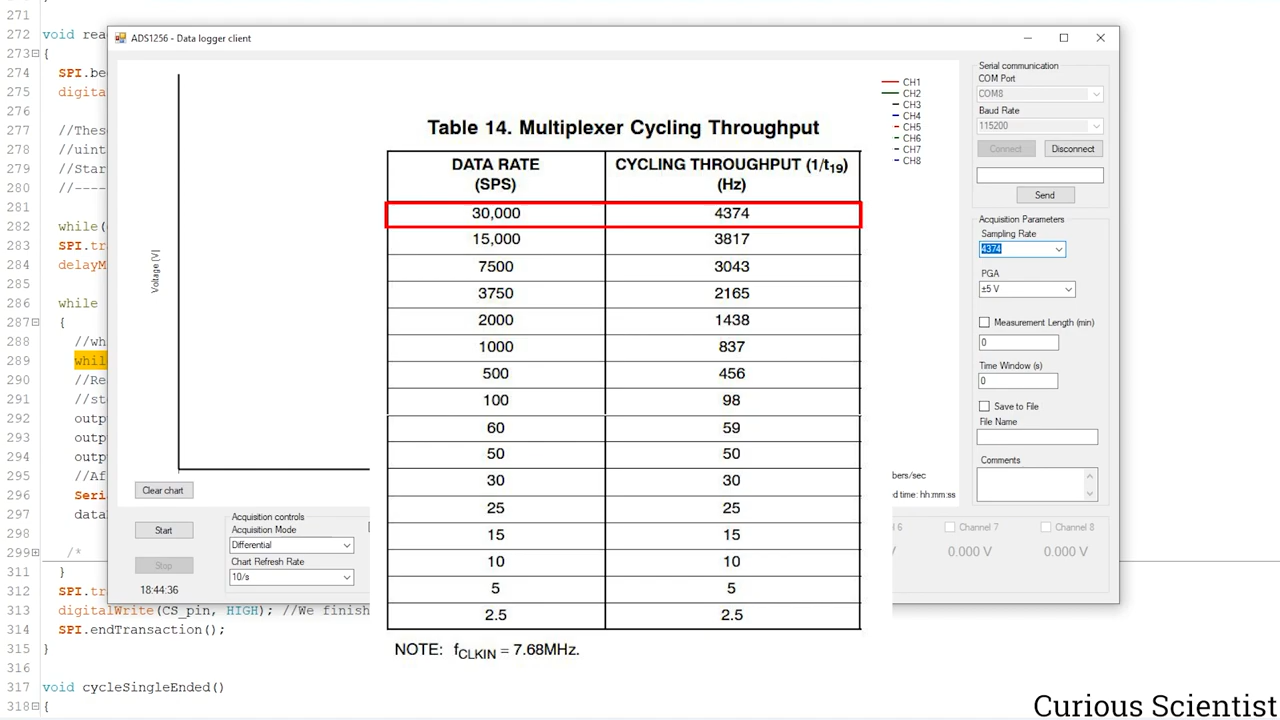 271
272 void rea
273 {
274 SPI.be
275 digita
276
277 //Thes
278 //uint
279 //Star
280 //----
281
282 while(
283 SPI.tr
284 delayM
285
286 while
287 {
288 //wh
289 whil
290 //Re
291 //st
292 outp
293 outp
294 outp
295 //Af
296 Seri
297 data
298
299 /*
311 }
312 SPI.tr
313 digitalWrite(CS_pin, HIGH); //We finish
314 SPI.endTransaction();
315 }
316
317 void cycleSingleEnded()
318 {
ADS1256 - Data logger client
Voltage [V]
CH1
CH2
CH3
CH4
CH5
CH6
CH7
CH8
Table 14. Multiplexer Cycling Throughput
DATA RATE (SPS) CYCLING THROUGHPUT (1/t19) (Hz)
30,000 4374
15,000 3817
7500 3043
3750 2165
2000 1438
1000 837
500 456
100 98
60 59
50 50
30 30
25 25
15 15
10 10
5 5
2.5 2.5
NOTE: fCLKIN = 7.68MHz.
Serial communication
COM Port
COM8
Baud Rate
115200
Connect Disconnect
Send
Acquisition Parameters
Sampling Rate
4374
PGA
±5 V
Measurement Length (min)
0
Time Window (s)
0
Save to File
File Name
Comments
bers/sec
d time: hh:mm:ss
Clear chart
Start
Stop
18:44:36
Acquisition controls
Acquisition Mode
Differential
Chart Refresh Rate
10/s
6 Channel 7 Channel 8
V 0.000 V 0.000 V
Curious Scientist